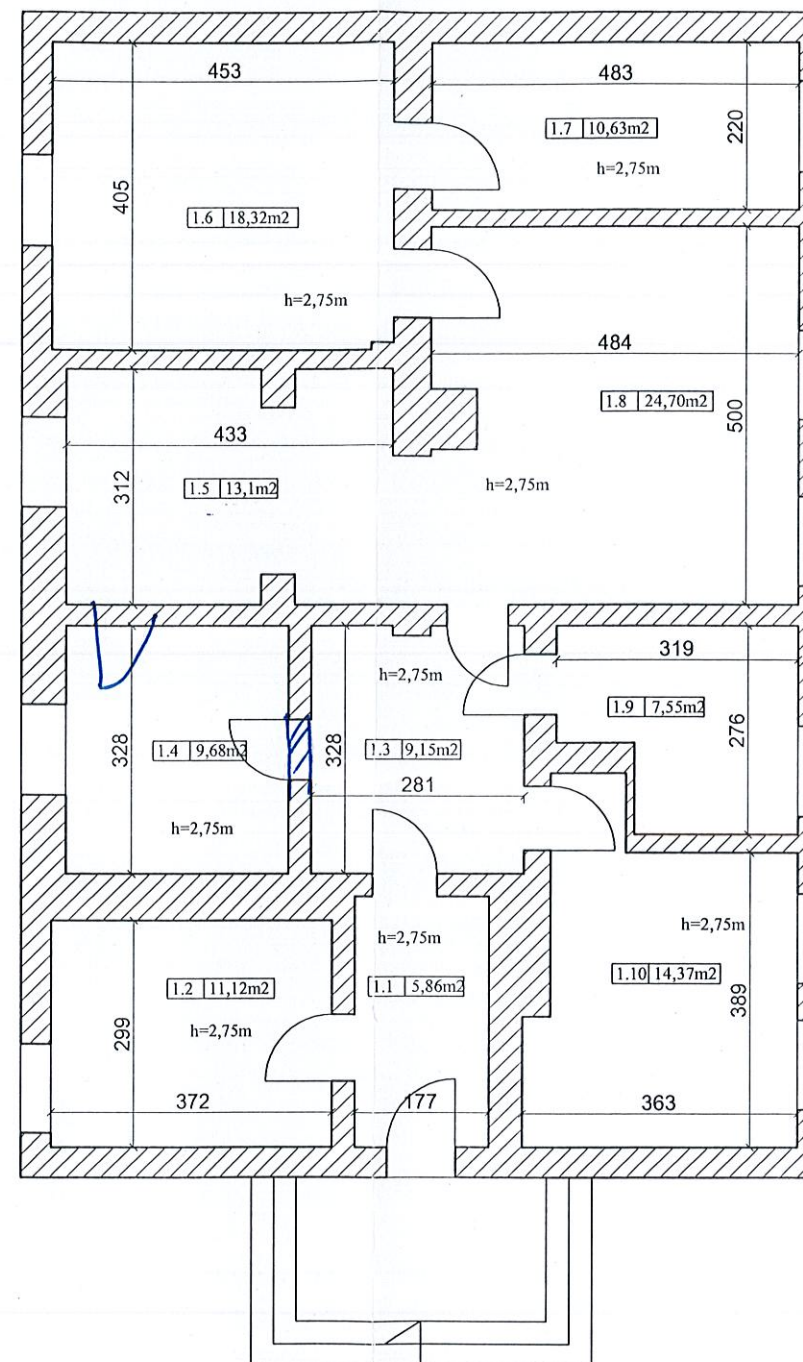 453
483
1.7 10,63m2
220
h=2,75m
405
1.6 18,32m2
h=2,75m
484
1.8 24,70m2
500
433
312
1.5 13,1m2
h=2,75m
h=2,75m
319
1.9 7,55m2
276
328
1.4 9,68m2
328
1.3 9,15m2
281
h=2,75m
h=2,75m
h=2,75m
1.2 11,12m2
1.1 5,86m2
1.10 14,37m2
299
h=2,75m
389
372
177
363